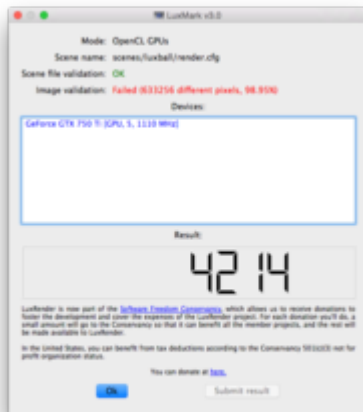 LuxMark v3.0
Mode: OpenCL GPUs
Scene name: scenes/luxball/render.cfg
Scene file validation: OK
Image validation: Failed (633256 different pixels, 98.95%)
Devices:
GeForce GTX 750 Ti [GPU, 5, 1110 MHz]
Result:
4214
LuxRender is now part of the Software Freedom Conservancy, which allows us to receive donations to
foster the development and cover the expenses of the LuxRender project. For each donation you'll do, a
small amount will go to the Conservancy so that it can benefit all the member projects, and the rest will
be made available to LuxRender.
In the United States, you can benefit from tax deductions according to the Conservancy 501(c)(3) not for
profit organization status.
You can donate at here.
Ok
Submit result